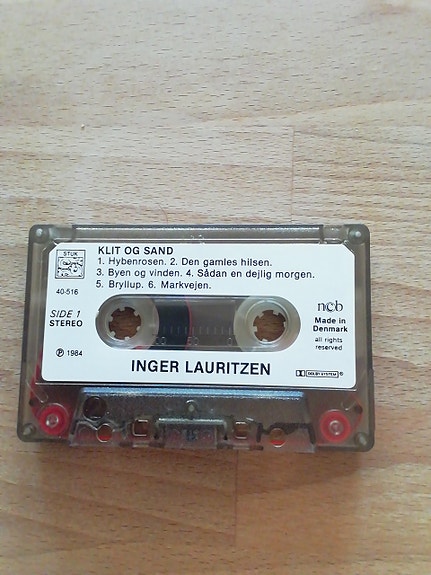 STUK
KLIT OG SAND
1. Hybenrosen. 2. Den gamles hilsen.
3. Byen og vinden. 4. Sådan en dejlig morgen.
5. Bryllup. 6. Markvejen.
40-516
SIDE 1
STEREO
ncb
Made in
Denmark
all rights
reserved
Ⓟ 1984
INGER LAURITZEN
DOLBY SYSTEM ®